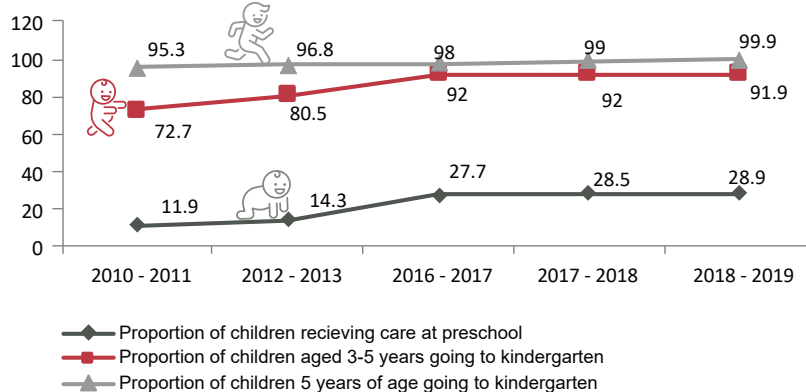 120
100
80
60
40
20
0
95.3
96.8
98
99
99.9
72.7
80.5
92
92
91.9
11.9
14.3
27.7
28.5
28.9
2010 - 2011
2012 - 2013
2016 - 2017
2017 - 2018
2018 - 2019
Proportion of children recieving care at preschool
Proportion of children aged 3-5 years going to kindergarten
Proportion of children 5 years of age going to kindergarten